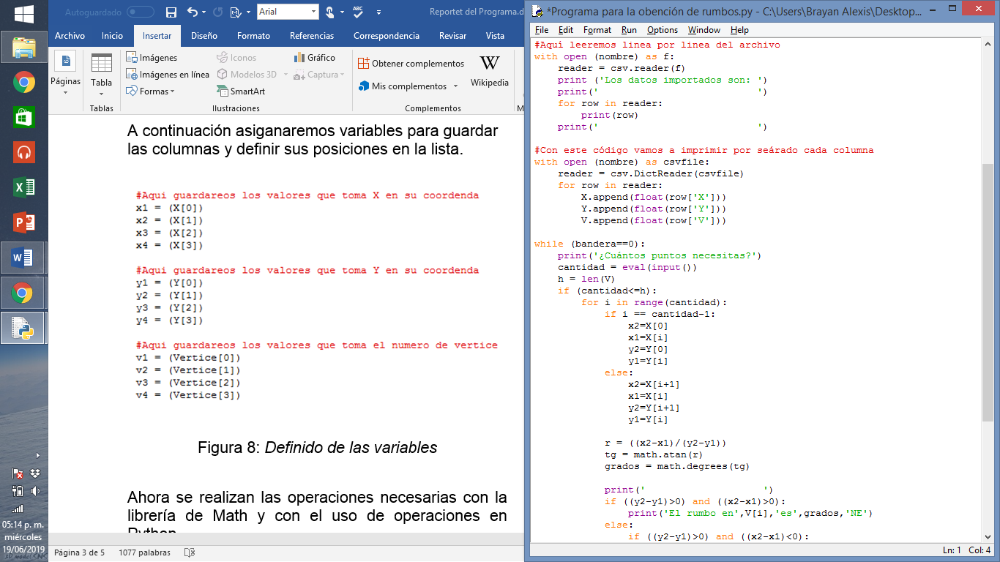 Autoguardado
Arial
ABC
Reportet del Programa.d
Archivo Inicio Insertar Diseño Formato Referencias Correspondencia Revisar Vista
Páginas
Tabla
Tablas
Imágenes
Imágenes en línea
Formas
Iconos
Modelos 3D
SmartArt
Gráfico
Captura
Ilustraciones
Obtener complementos
Mis complementos
W
Wikipedia
Complementos
M
A continuación asiganaremos variables para guardar
las columnas y definir sus posiciones en la lista.
#Aqui guardareos los valores que toma X en su coordenda
x1 = (X[0])
x2 = (X[1])
x3 = (X[2])
x4 = (X[3])
#Aqui guardareos los valores que toma Y en su coordenda
y1 = (Y[0])
y2 = (Y[1])
y3 = (Y[2])
y4 = (Y[3])
#Aqui guardareos los valores que toma el numero de vertice
v1 = (Vertice[0])
v2 = (Vertice[1])
v3 = (Vertice[2])
v4 = (Vertice[3])
Figura 8: Definido de las variables
Ahora se realizan las operaciones necesarias con la
librería de Math y con el uso de operaciones en
Python
Página 3 de 5 1077 palabras
05:14 p. m.
miércoles
19/06/2019
*Programa para la obención de rumbos.py - C:\Users\Brayan Alexis\Desktop...
File Edit Format Run Options Window Help
#Aquí leeremos linea por linea del archivo
with open (nombre) as f:
    reader = csv.reader(f)
    print ('Los datos importados son: ')
    print('                           ')
    for row in reader:
        print(row)
    print('                           ')
#Con este código vamos a imprimir por seárado cada columna
with open (nombre) as csvfile:
    reader = csv.DictReader(csvfile)
    for row in reader:
        X.append(float(row['X']))
        Y.append(float(row['Y']))
        V.append(float(row['V']))
while (bandera==0):
    print('¿Cuántos puntos necesitas?')
    cantidad = eval(input())
    h = len(V)
    if (cantidad<=h):
        for i in range(cantidad):
            if i == cantidad-1:
                x2=X[0]
                x1=X[i]
                y2=Y[0]
                y1=Y[i]
            else:
                x2=X[i+1]
                x1=X[i]
                y2=Y[i+1]
                y1=Y[i]
            r = ((x2-x1)/(y2-y1))
            tg = math.atan(r)
            grados = math.degrees(tg)
            print('                    ')
            if ((y2-y1)>0) and ((x2-x1)>0):
                print('El rumbo en',V[i],'es',grados,'NE')
            else:
                if ((y2-y1)>0) and ((x2-x1)<0):
Ln: 1 Col: 4